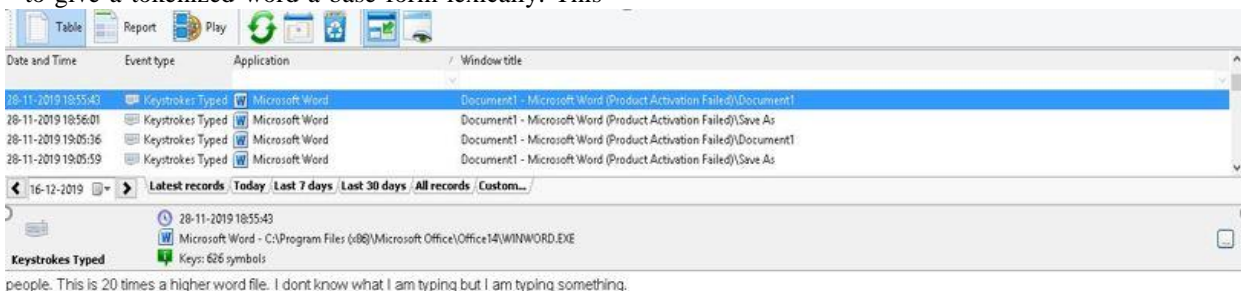 to give a tokenized word a base form lexically. This
Table Report Play
Date and Time Event type Application / Window title
28-11-2019 18:55:43 Keystrokes Typed Microsoft Word Document1 - Microsoft Word (Product Activation Failed)\Document1
28-11-2019 18:56:01 Keystrokes Typed Microsoft Word Document1 - Microsoft Word (Product Activation Failed)\Save As
28-11-2019 19:05:36 Keystrokes Typed Microsoft Word Document1 - Microsoft Word (Product Activation Failed)\Document1
28-11-2019 19:05:59 Keystrokes Typed Microsoft Word Document1 - Microsoft Word (Product Activation Failed)\Save As
16-12-2019 Latest records Today Last 7 days Last 30 days All records Custom...
28-11-2019 18:55:43
Microsoft Word - C:\Program Files (x86)\Microsoft Office\Office14\WINWORD.EXE
Keystrokes Typed Keys: 626 symbols
people. This is 20 times a higher word file. I dont know what I am typing but I am typing something.